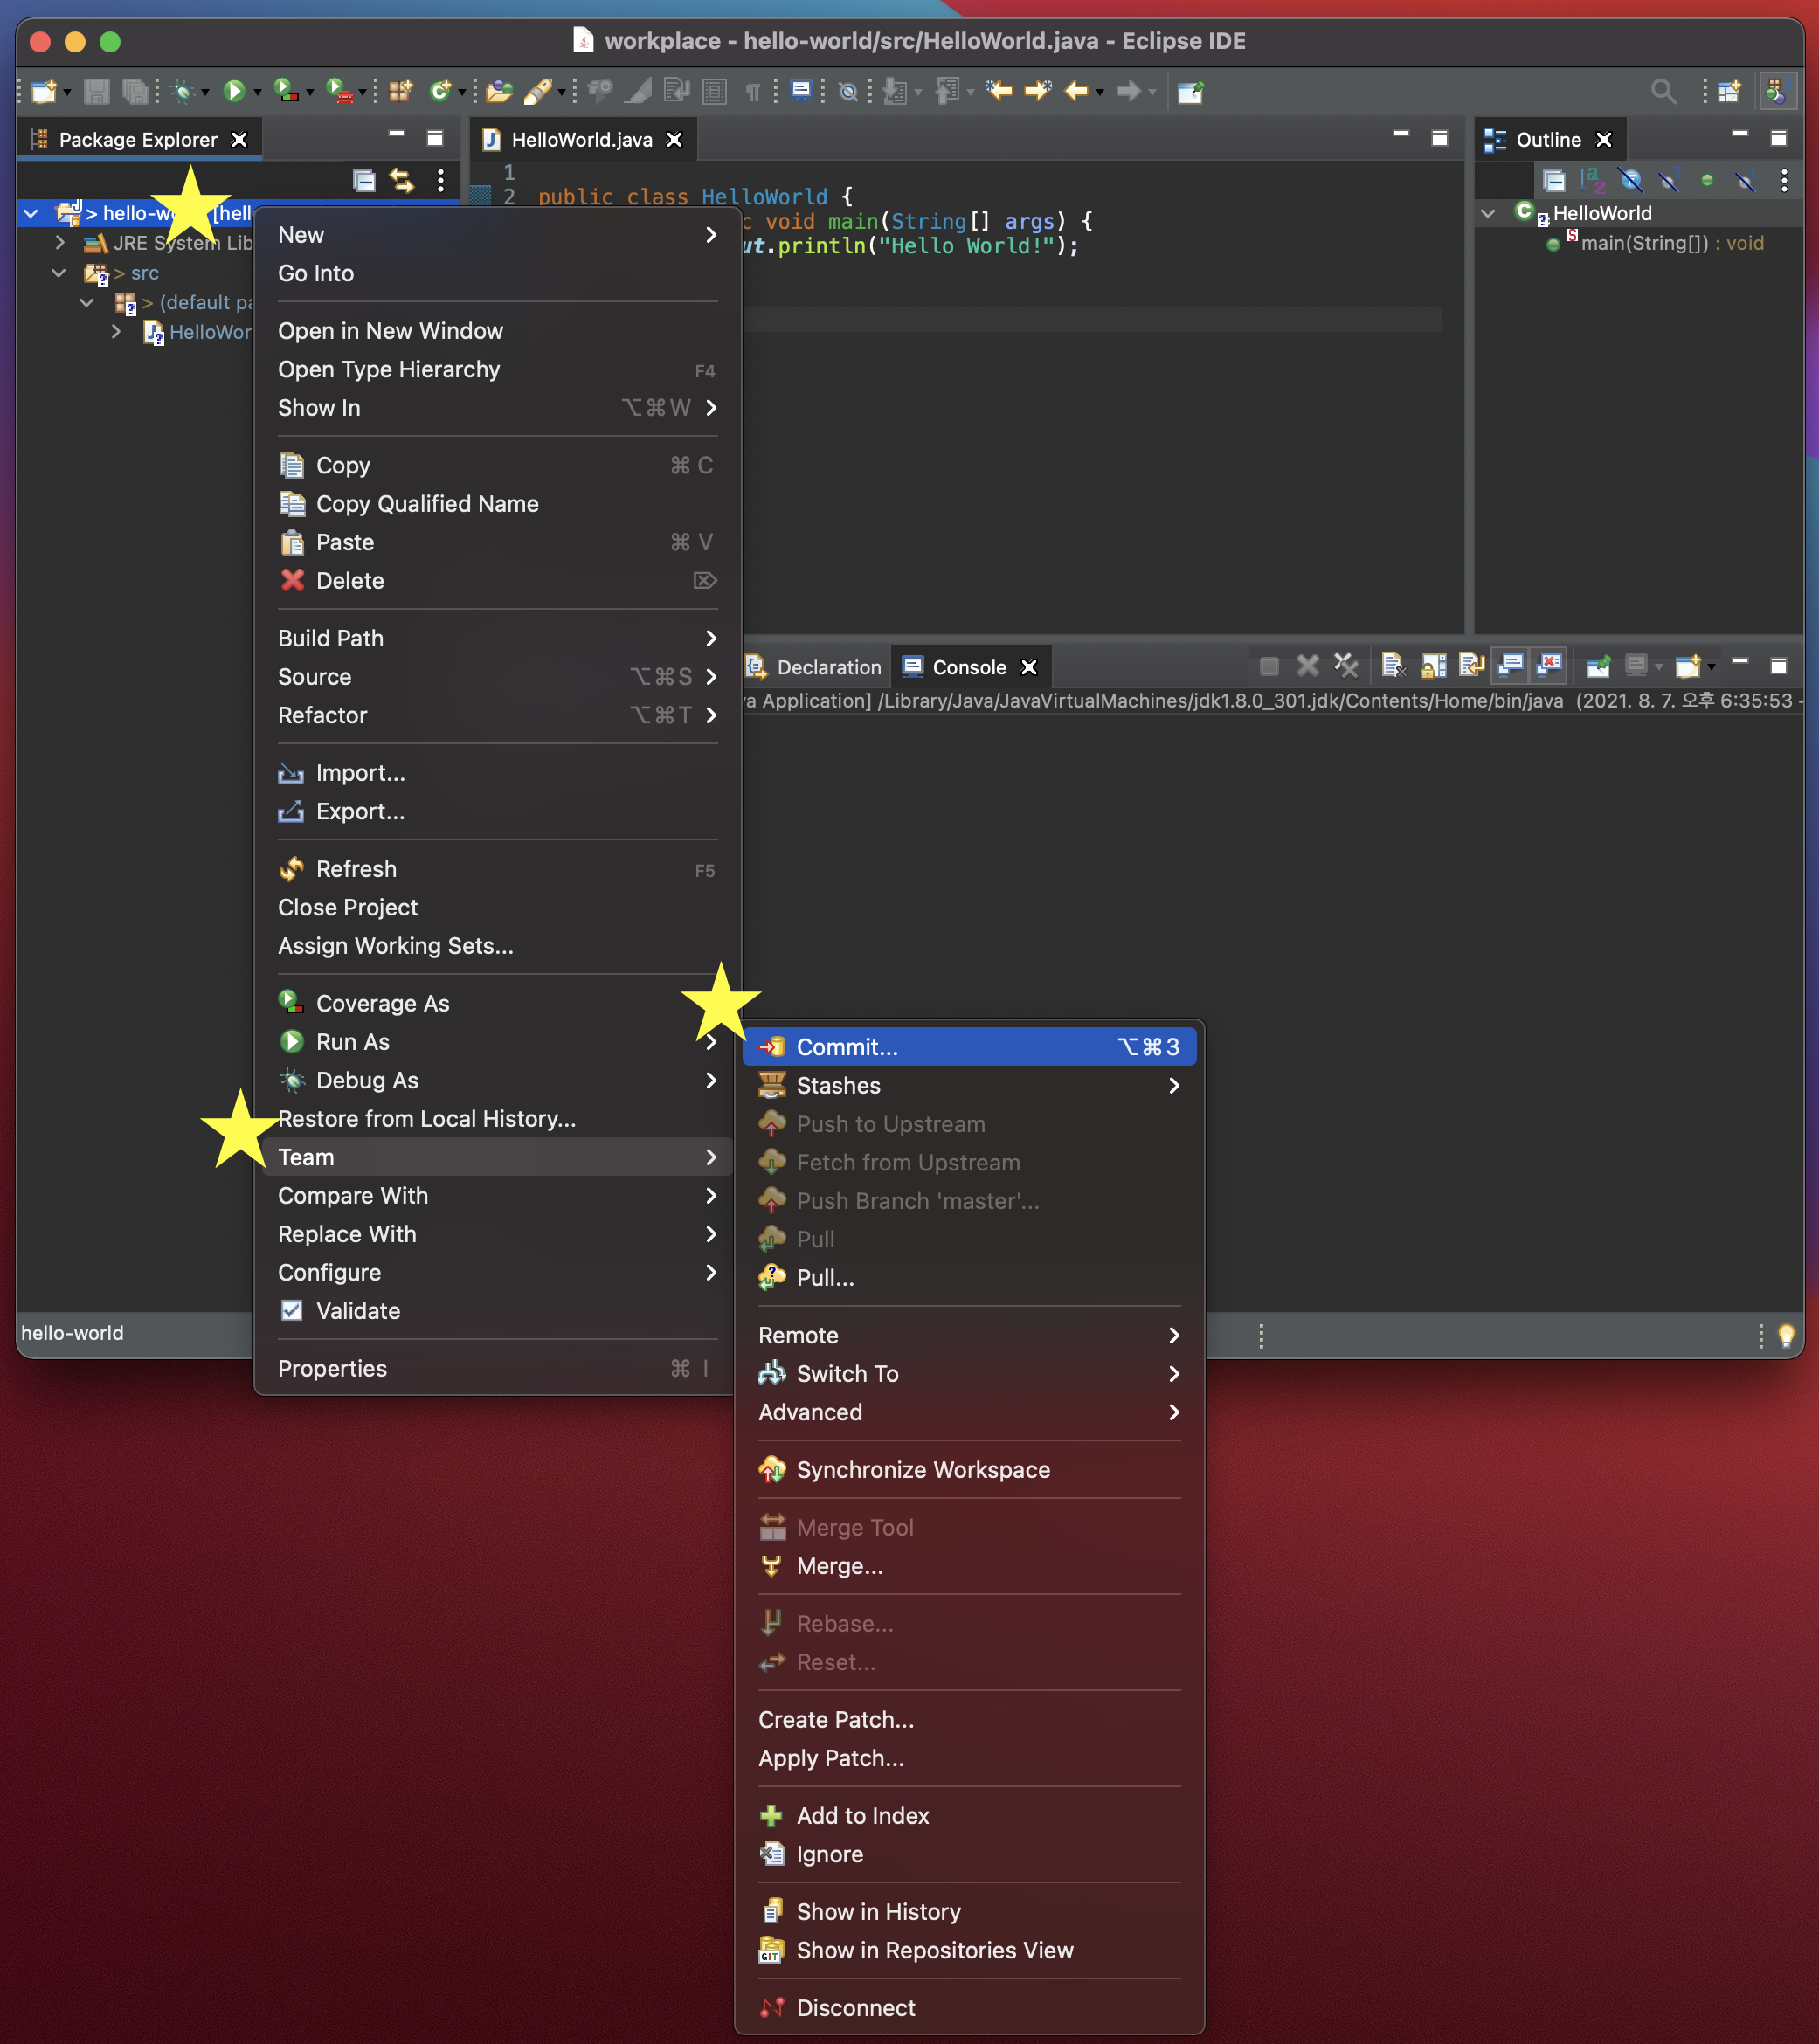 workplace - hello-world/src/HelloWorld.java - Eclipse IDE
Package Explorer
> hello-w [hell
JRE System Lib
> src
> (default pa
HelloWor
HelloWorld.java
1
2 public class HelloWorld {
c void main(String[] args) {
ut.println("Hello World!");
Outline
HelloWorld
main(String[]) : void
New
Go Into
Open in New Window
Open Type Hierarchy F4
Show In ⌥⌘W
Copy ⌘ C
Copy Qualified Name
Paste ⌘ V
Delete ⌦
Build Path
Source ⌥⌘S
Refactor ⌥⌘T
Import...
Export...
Refresh F5
Close Project
Assign Working Sets...
Coverage As
Run As
Debug As
Restore from Local History...
Team
Compare With
Replace With
Configure
Validate
Properties ⌘ I
Declaration
Console
va Application] /Library/Java/JavaVirtualMachines/jdk1.8.0_301.jdk/Contents/Home/bin/java (2021. 8. 7. 오후 6:35:53 -
Commit... ⌥⌘3
Stashes
Push to Upstream
Fetch from Upstream
Push Branch 'master'...
Pull
Pull...
Remote
Switch To
Advanced
Synchronize Workspace
Merge Tool
Merge...
Rebase...
Reset...
Create Patch...
Apply Patch...
Add to Index
Ignore
Show in History
GIT Show in Repositories View
Disconnect
hello-world